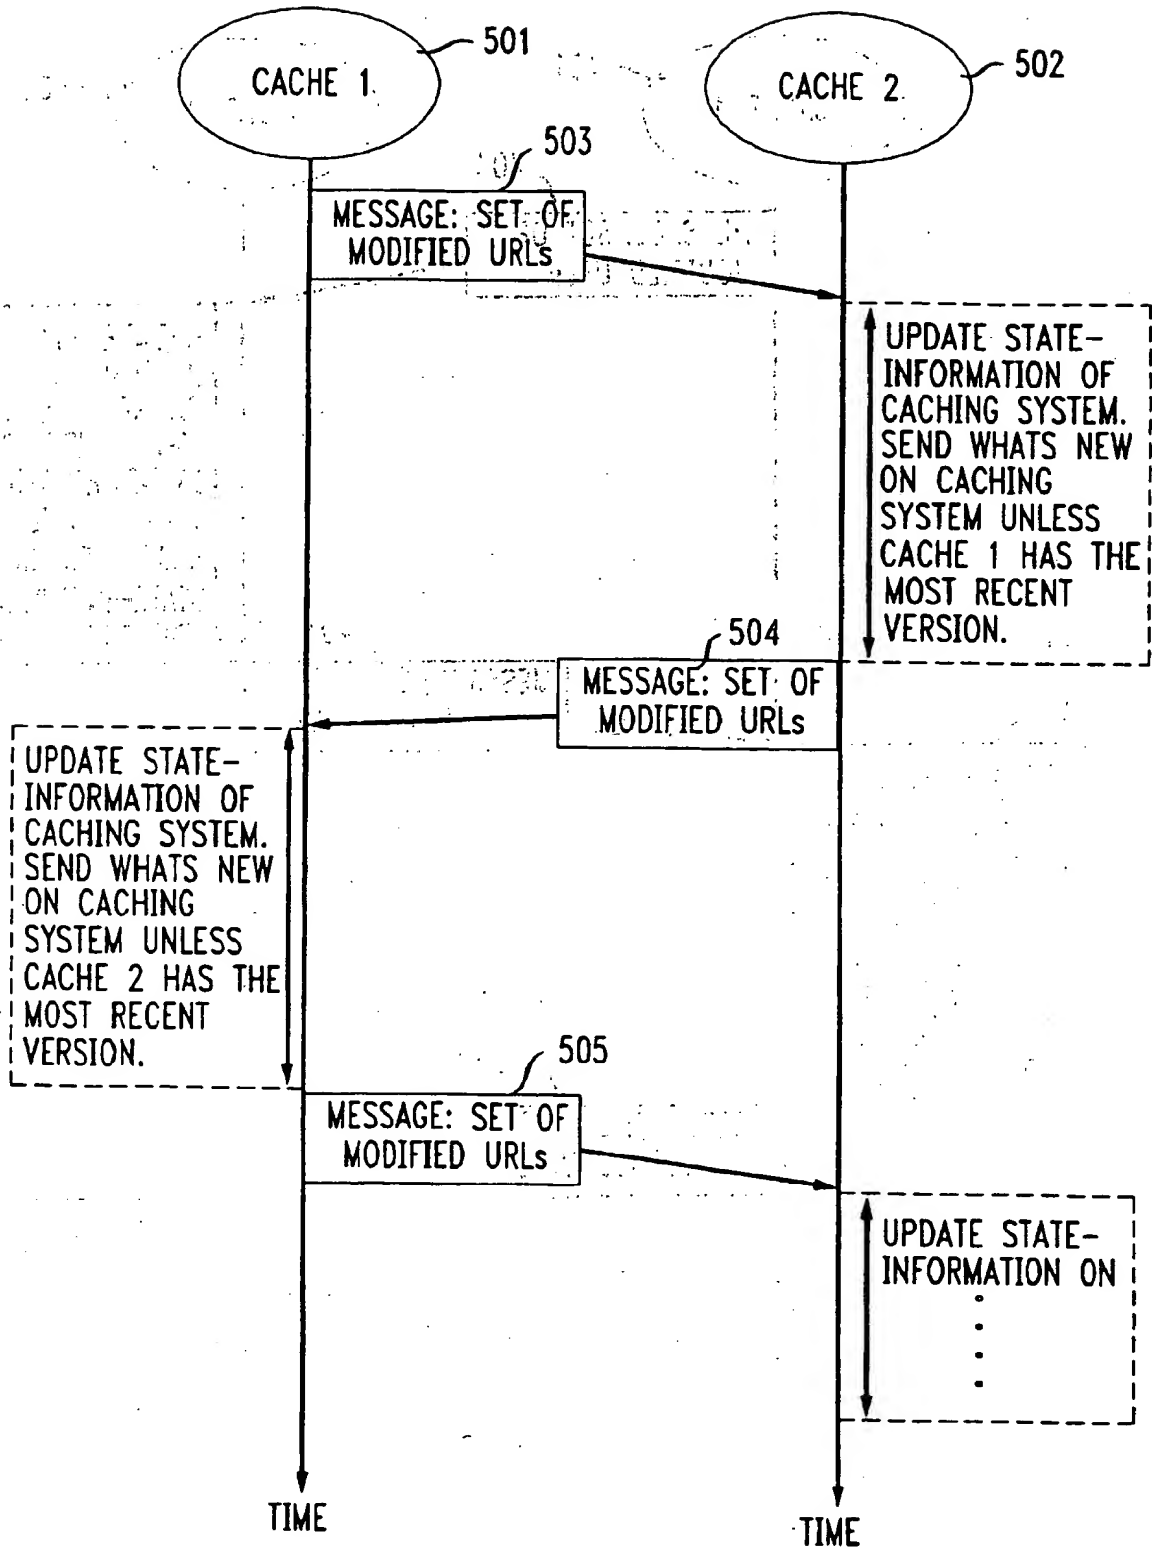 501
CACHE 1
502
CACHE 2
503
MESSAGE: SET OF
MODIFIED URLs
UPDATE STATE-
INFORMATION OF
CACHING SYSTEM.
SEND WHATS NEW
ON CACHING
SYSTEM UNLESS
CACHE 1 HAS THE
MOST RECENT
VERSION.
504
MESSAGE: SET OF
MODIFIED URLs
UPDATE STATE-
INFORMATION OF
CACHING SYSTEM.
SEND WHATS NEW
ON CACHING
SYSTEM UNLESS
CACHE 2 HAS THE
MOST RECENT
VERSION.
505
MESSAGE: SET OF
MODIFIED URLs
UPDATE STATE-
INFORMATION ON
TIME
TIME